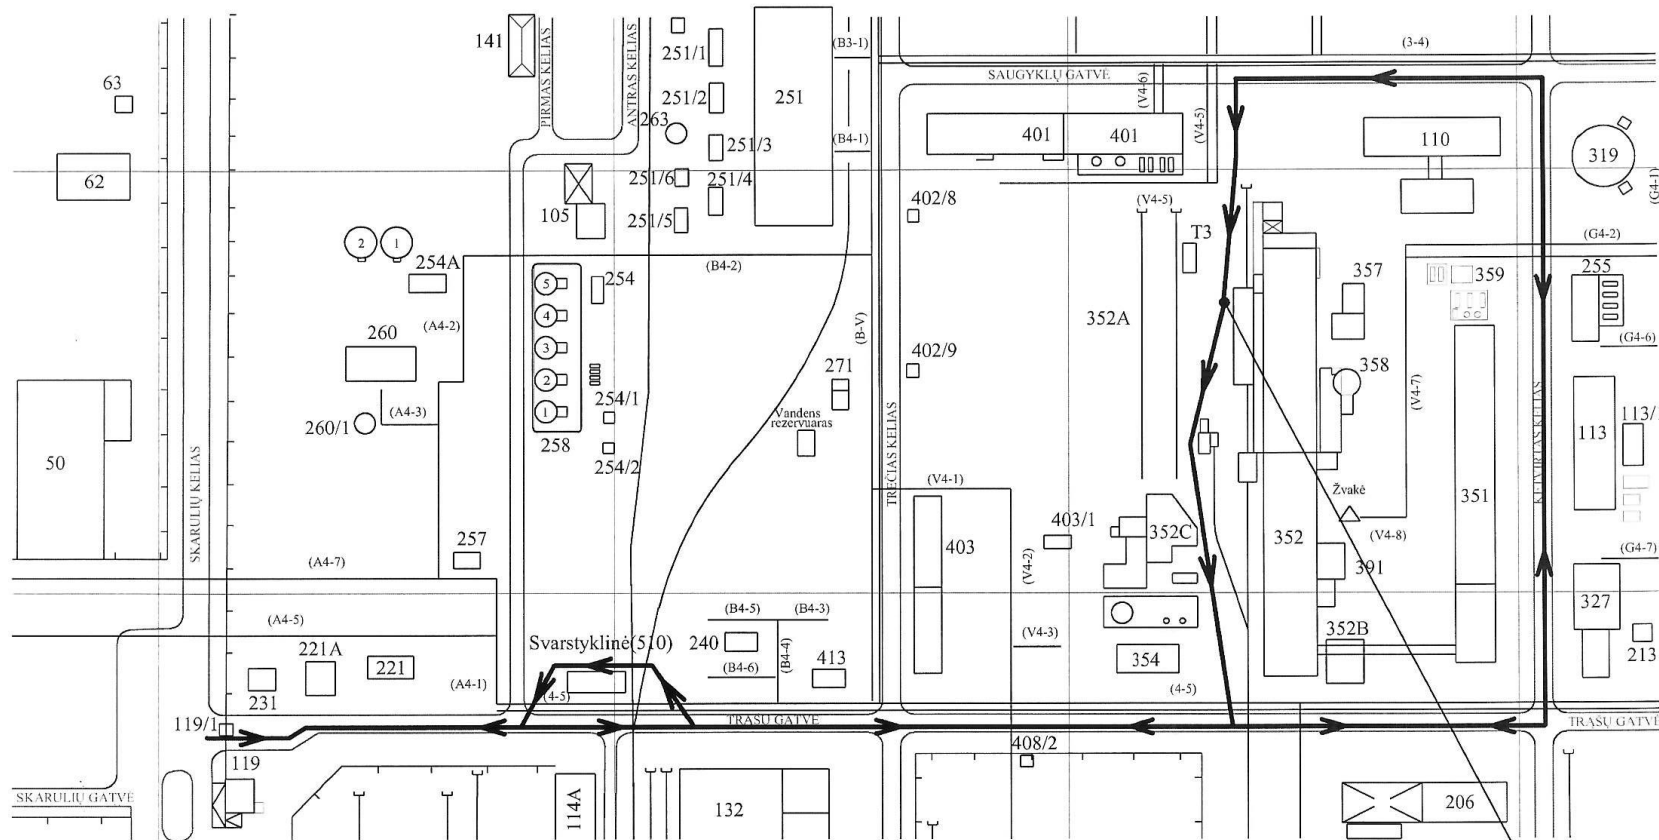 141
PIRMAS KELIAS
ANTRAS KELIAS
251/1
251
(B3-1)
(3-4)
SAUGYKLŲ GATVĖ
63
251/2
263
(B4-1)
(V4-6)
(V4-5)
401
401
110
319
62
251/3
251/6
251/4
105
251/5
402/8
(V4-5)
T3
(G4-1)
(G4-2)
2
1
254A
(B4-2)
254
5
4
3
2
1
258
357
359
255
352A
260
(A4-2)
(B-V)
(G4-6)
402/9
271
358
(V4-7)
254/1
Vandens
rezervuaras
260/1
(A4-3)
254/2
113
50
SKARULIŲ KELIAS
TREČIAS KELIAS
KETVIRTAS KELIAS
(V4-1)
Žvakė
351
403/1
352C
352
(V4-8)
257
403
(V4-2)
391
(G4-7)
(A4-7)
(A4-5)
(B4-5)
(B4-3)
327
Svarstyklinė(510)
240
(B4-4)
(V4-3)
352B
221A
221
(B4-6)
413
354
213
231
(A4-1)
(4-5)
(4-5)
119/1
TRAŠŲ GATVĖ
TRAŠŲ GATVĖ
119
408/2
SKARULIŲ GATVĖ
114A
132
206